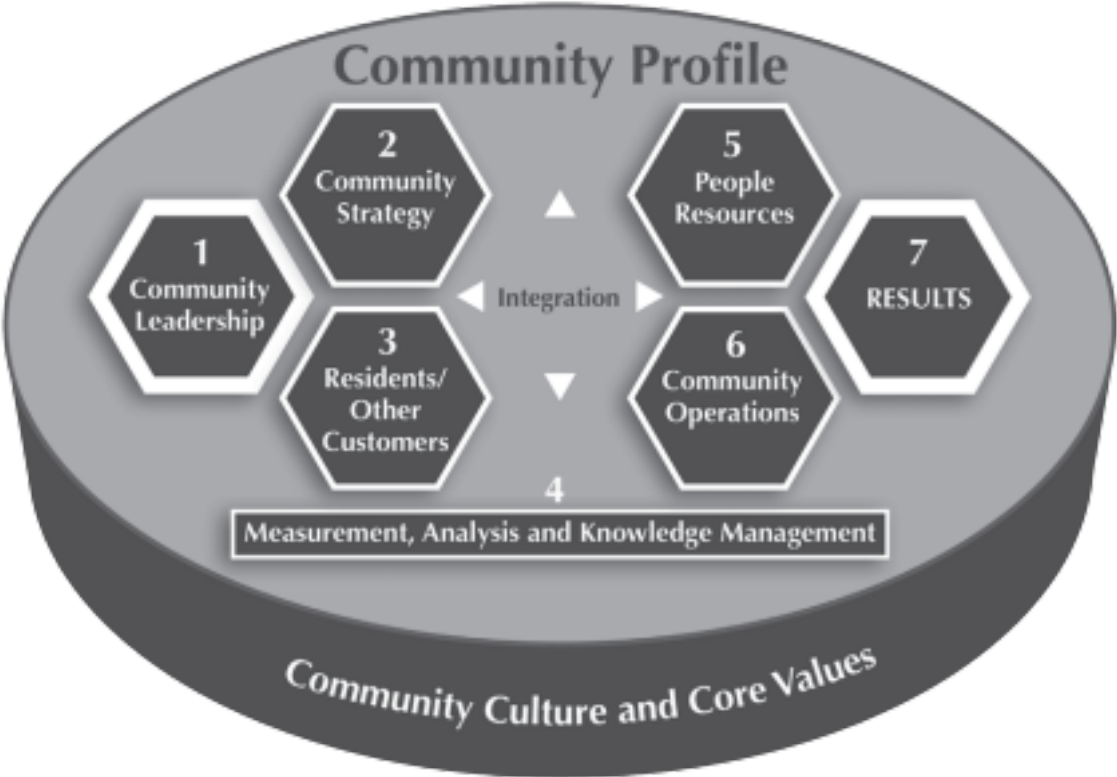 Community Profile
1
Community
Leadership
2
Community
Strategy
3
Residents/
Other
Customers
Integration
5
People
Resources
6
Community
Operations
7
RESULTS
4
Measurement, Analysis and Knowledge Management
Community Culture and Core Values